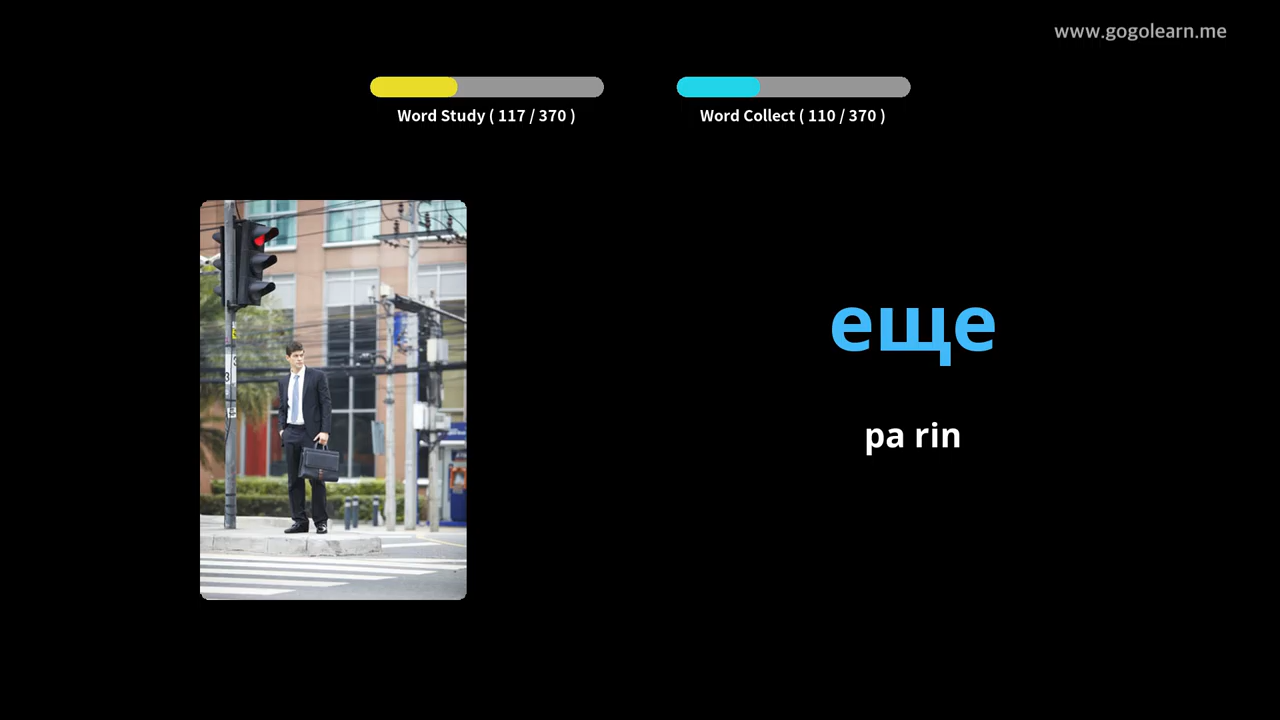 www.gogolearn.me
Word Study ( 117 / 370 )
Word Collect ( 110 / 370 )
еще
pa rin